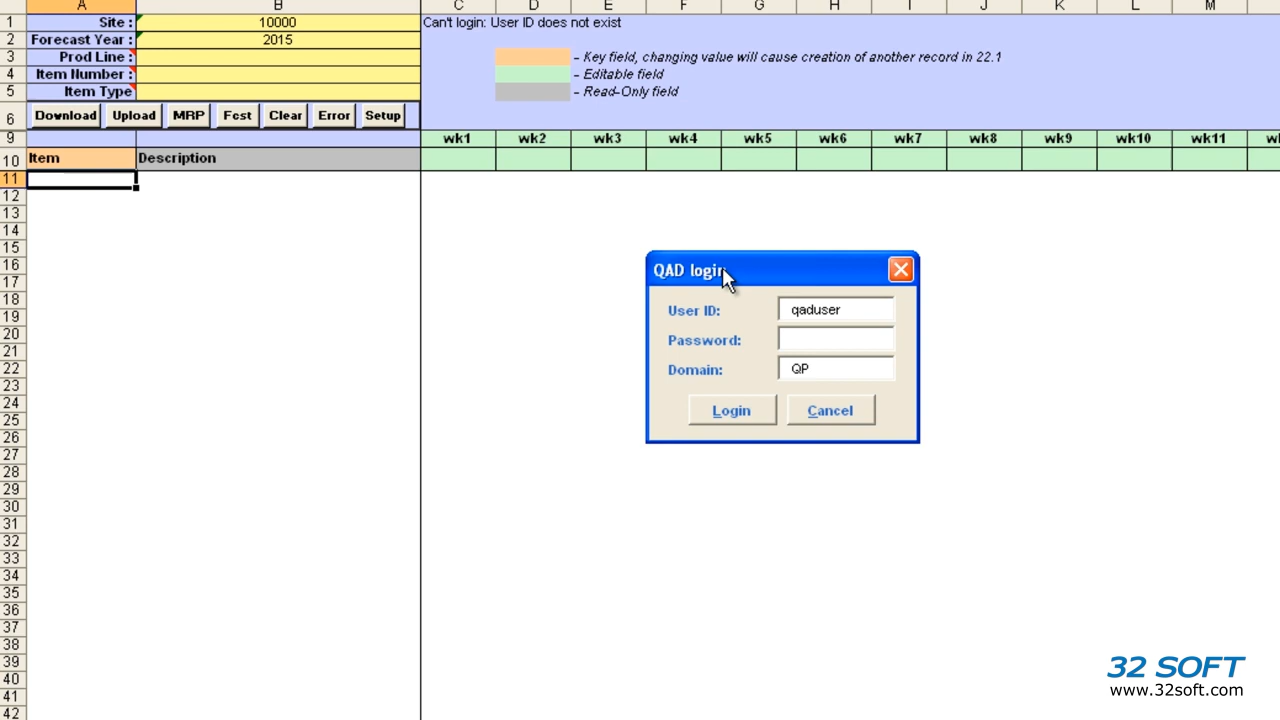 A B C D E F G H I J K L M
1 Site : 10000 Can't login: User ID does not exist
2 Forecast Year : 2015
3 Prod Line : - Key field, changing value will cause creation of another record in 22.1
4 Item Number : - Editable field
5 Item Type - Read-Only field
6 Download Upload MRP Fcst Clear Error Setup
9 wk1 wk2 wk3 wk4 wk5 wk6 wk7 wk8 wk9 wk10 wk11
10 Item Description
11
12
13
14
15
16 QAD login
17
18
19 User ID: qaduser
20
21 Password:
22 Domain: QP
23
24
25 Login Cancel
26
27
28
29
30
31
32
33
34
35
36
37
38
39 32 SOFT
40
41 www.32soft.com
42